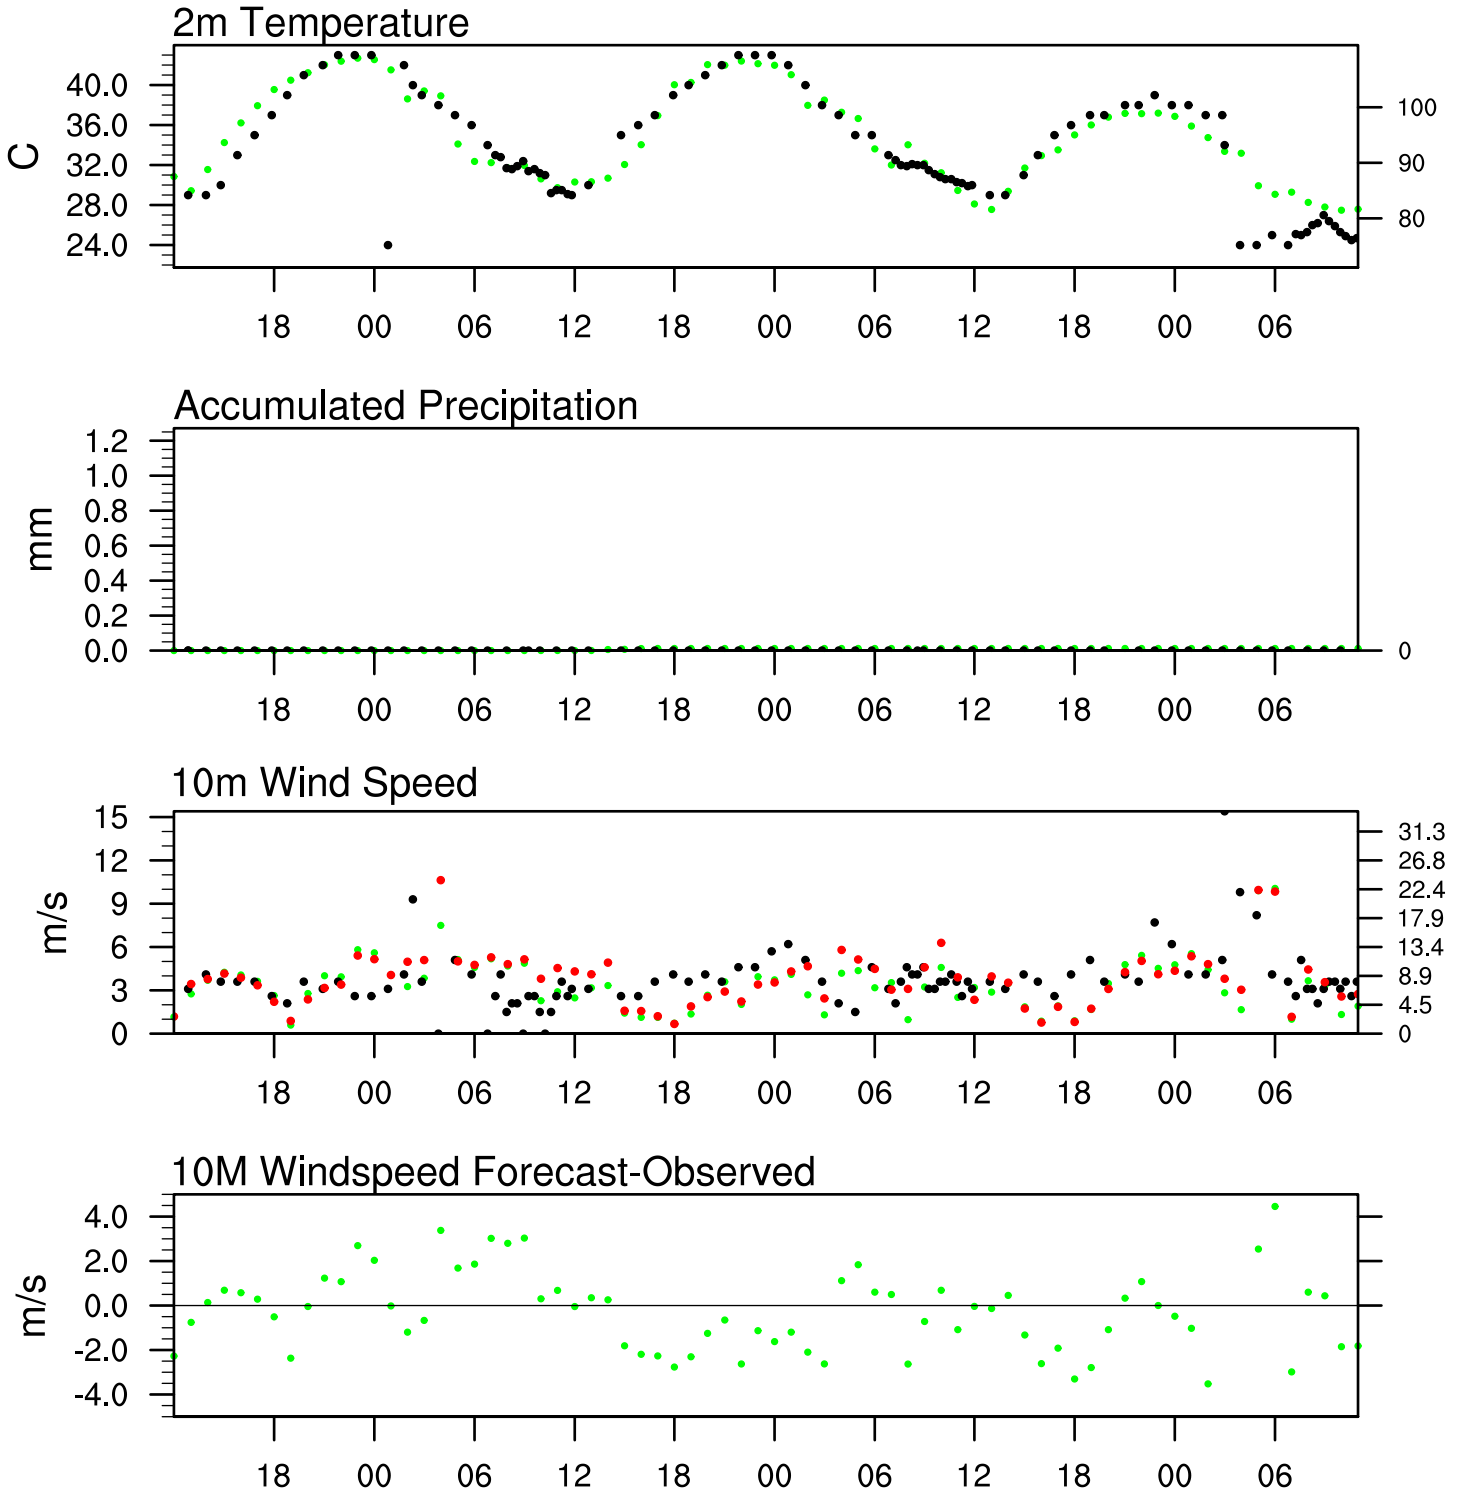 2m Temperature
40.0
36.0
32.0
28.0
24.0
C
100
90
80
18 00 06 12 18 00 06 12 18 00 06
Accumulated Precipitation
1.2
1.0
0.8
0.6
0.4
0.2
0.0
mm
0
18 00 06 12 18 00 06 12 18 00 06
10m Wind Speed
15
12
9
6
3
0
m/s
31.3
26.8
22.4
17.9
13.4
8.9
4.5
0
18 00 06 12 18 00 06 12 18 00 06
10M Windspeed Forecast-Observed
4.0
2.0
0.0
-2.0
-4.0
m/s
18 00 06 12 18 00 06 12 18 00 06